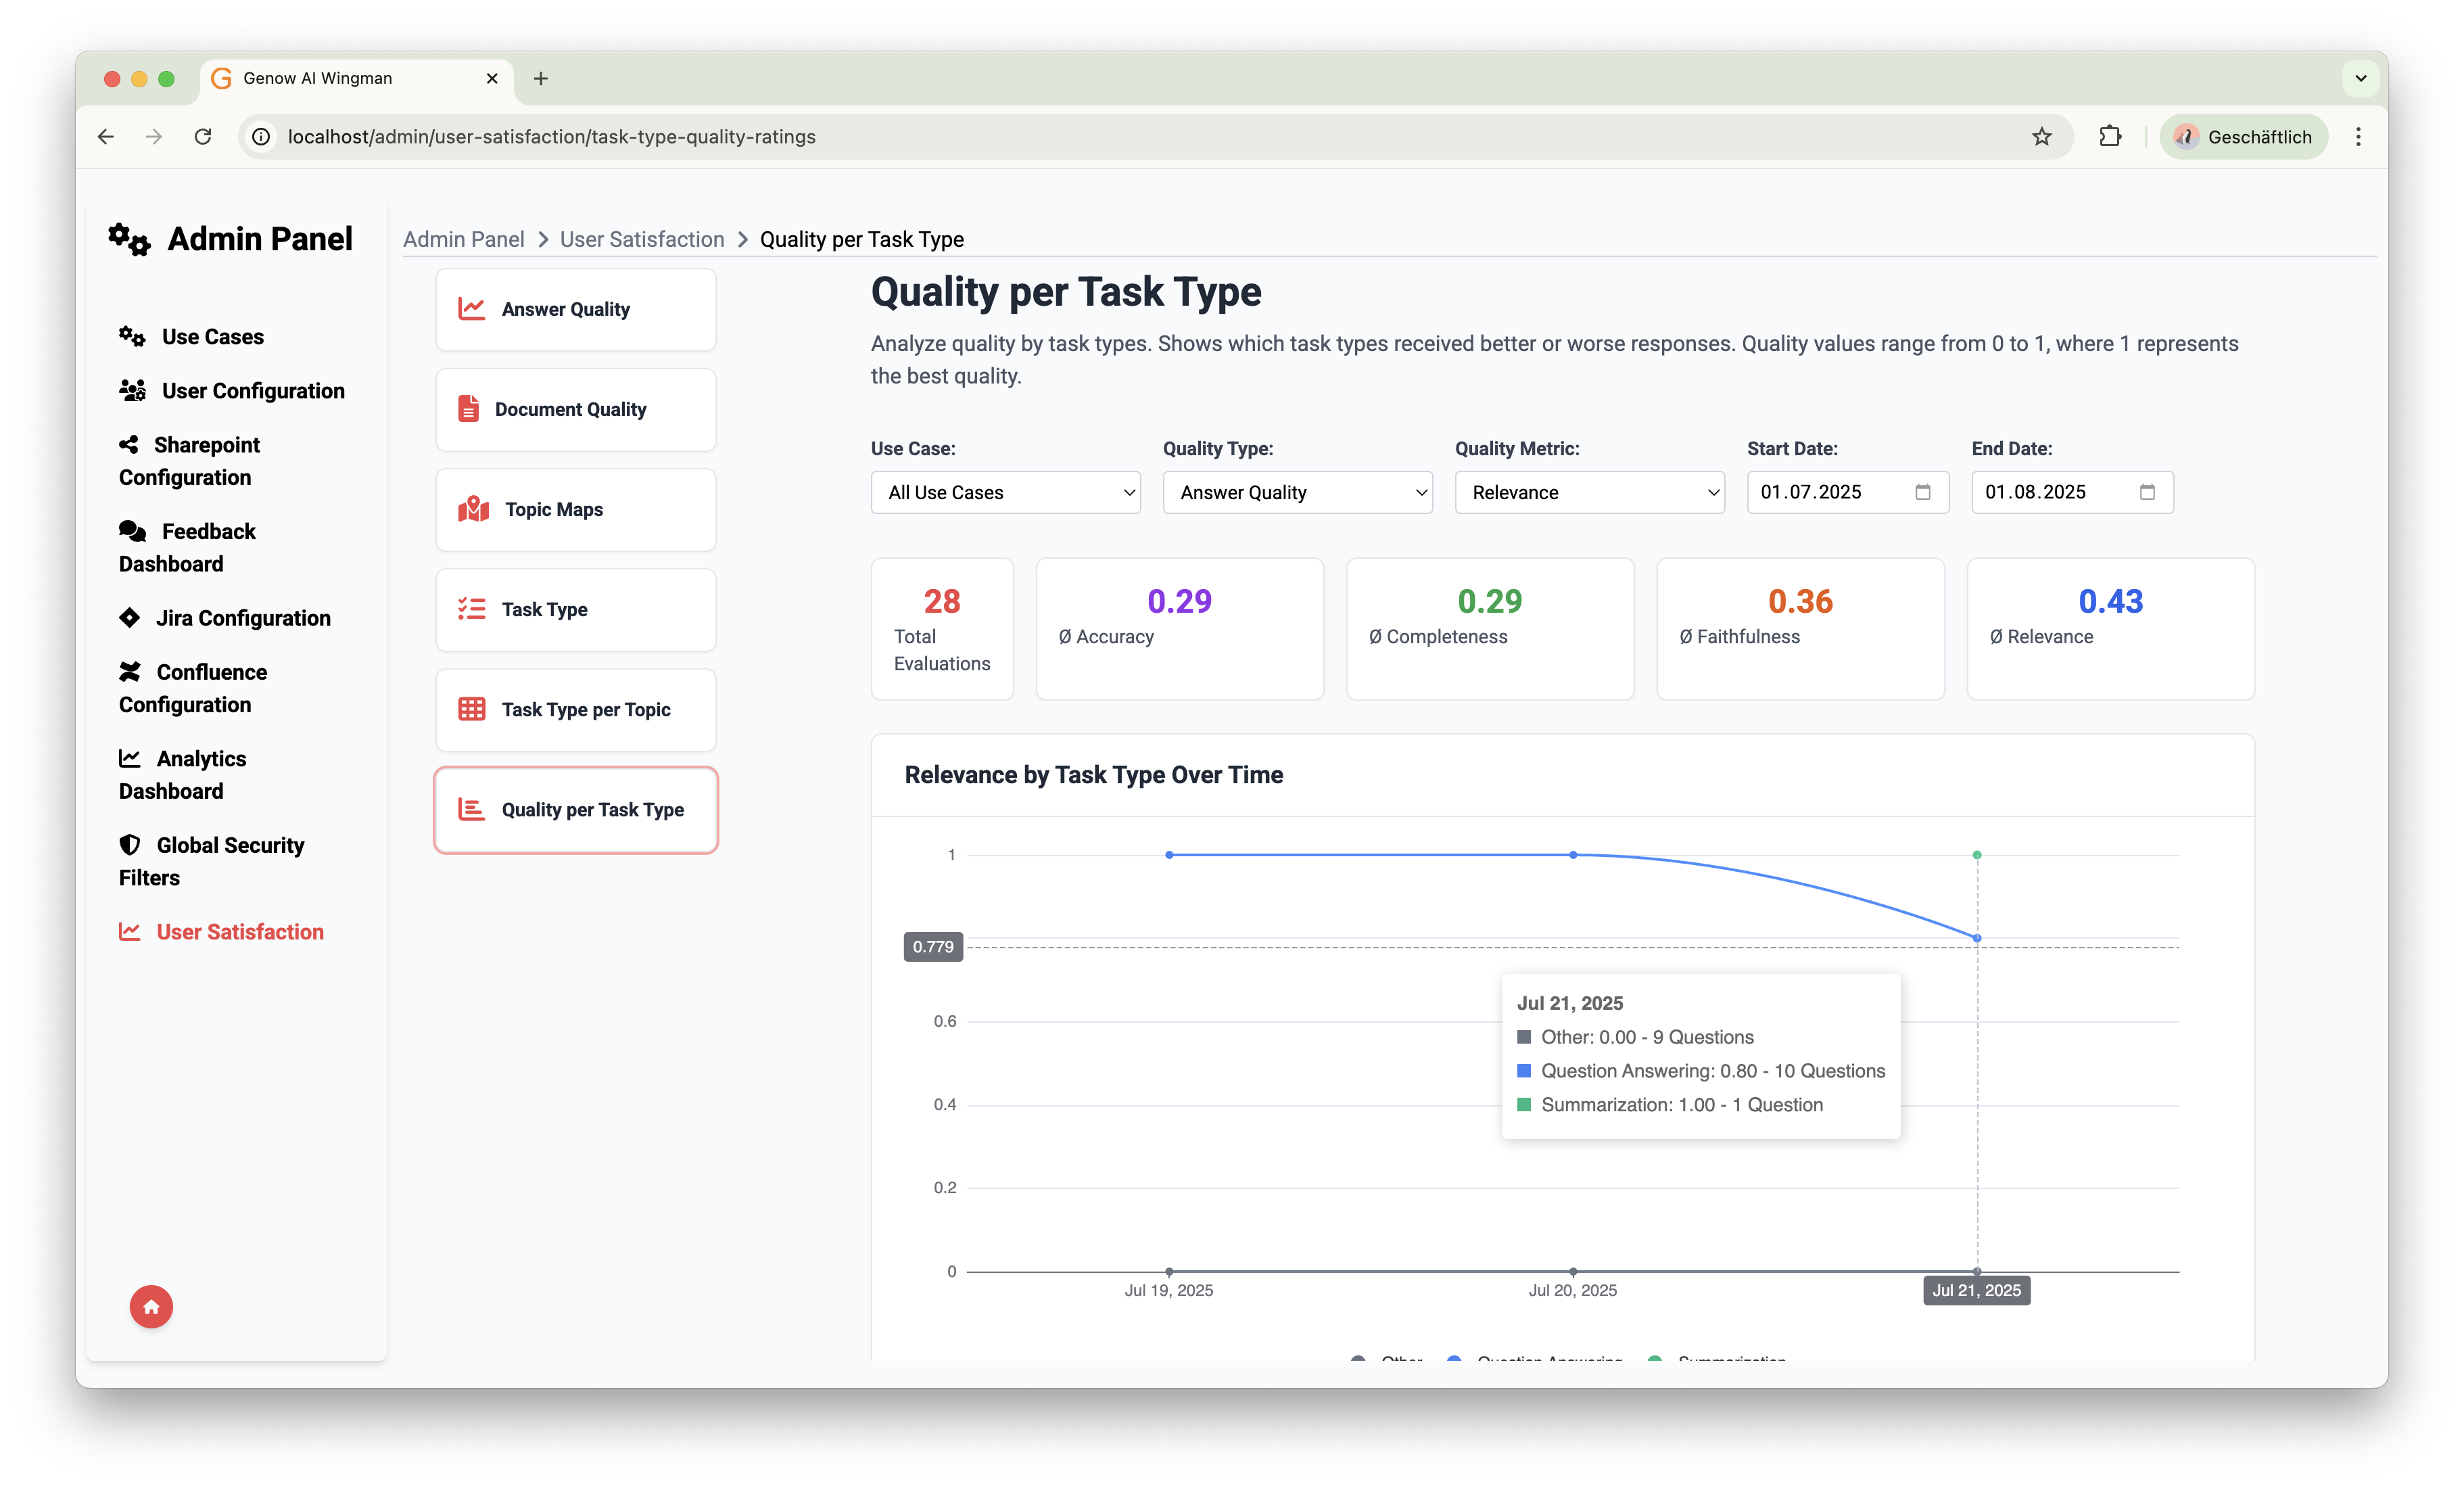 Genow AI Wingman
localhost/admin/user-satisfaction/task-type-quality-ratings
Geschäftlich
Admin Panel
Use Cases
User Configuration
Sharepoint
Configuration
Feedback
Dashboard
Jira Configuration
Confluence
Configuration
Analytics
Dashboard
Global Security
Filters
User Satisfaction
Admin Panel > User Satisfaction > Quality per Task Type
Answer Quality
Document Quality
Topic Maps
Task Type
Task Type per Topic
Quality per Task Type
Quality per Task Type
Analyze quality by task types. Shows which task types received better or worse responses. Quality values range from 0 to 1, where 1 represents
the best quality.
Use Case: Quality Type: Quality Metric: Start Date: End Date:
All Use Cases Answer Quality Relevance 01.07.2025 01.08.2025
28 0.29 0.29 0.36 0.43
Total Ø Accuracy Ø Completeness Ø Faithfulness Ø Relevance
Evaluations
Relevance by Task Type Over Time
1
0.779
0.6
0.4
0.2
0
Jul 21, 2025
Other: 0.00 - 9 Questions
Question Answering: 0.80 - 10 Questions
Summarization: 1.00 - 1 Question
Jul 19, 2025 Jul 20, 2025 Jul 21, 2025
Other Question Answering Summarization